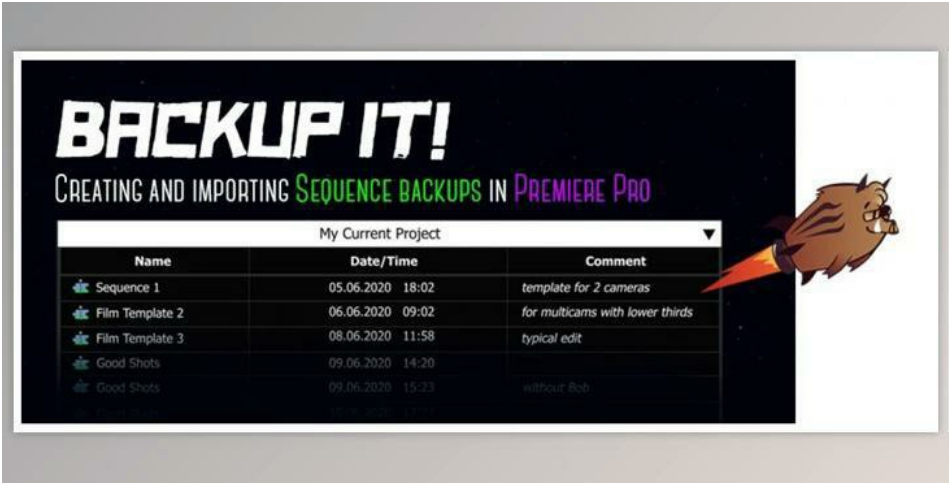 BACKUP IT!
CREATING AND IMPORTING SEQUENCE BACKUPS IN PREMIERE PRO
My Current Project ▼
Name Date/Time Comment
Sequence 1 05.06.2020 18:02 template for 2 cameras
Film Template 2 06.06.2020 09:02 for multicams with lower thirds
Film Template 3 08.06.2020 11:58 typical edit
Good Shots 09.06.2020 14:20
Good Shots 09.06.2020 15:23 without Bob